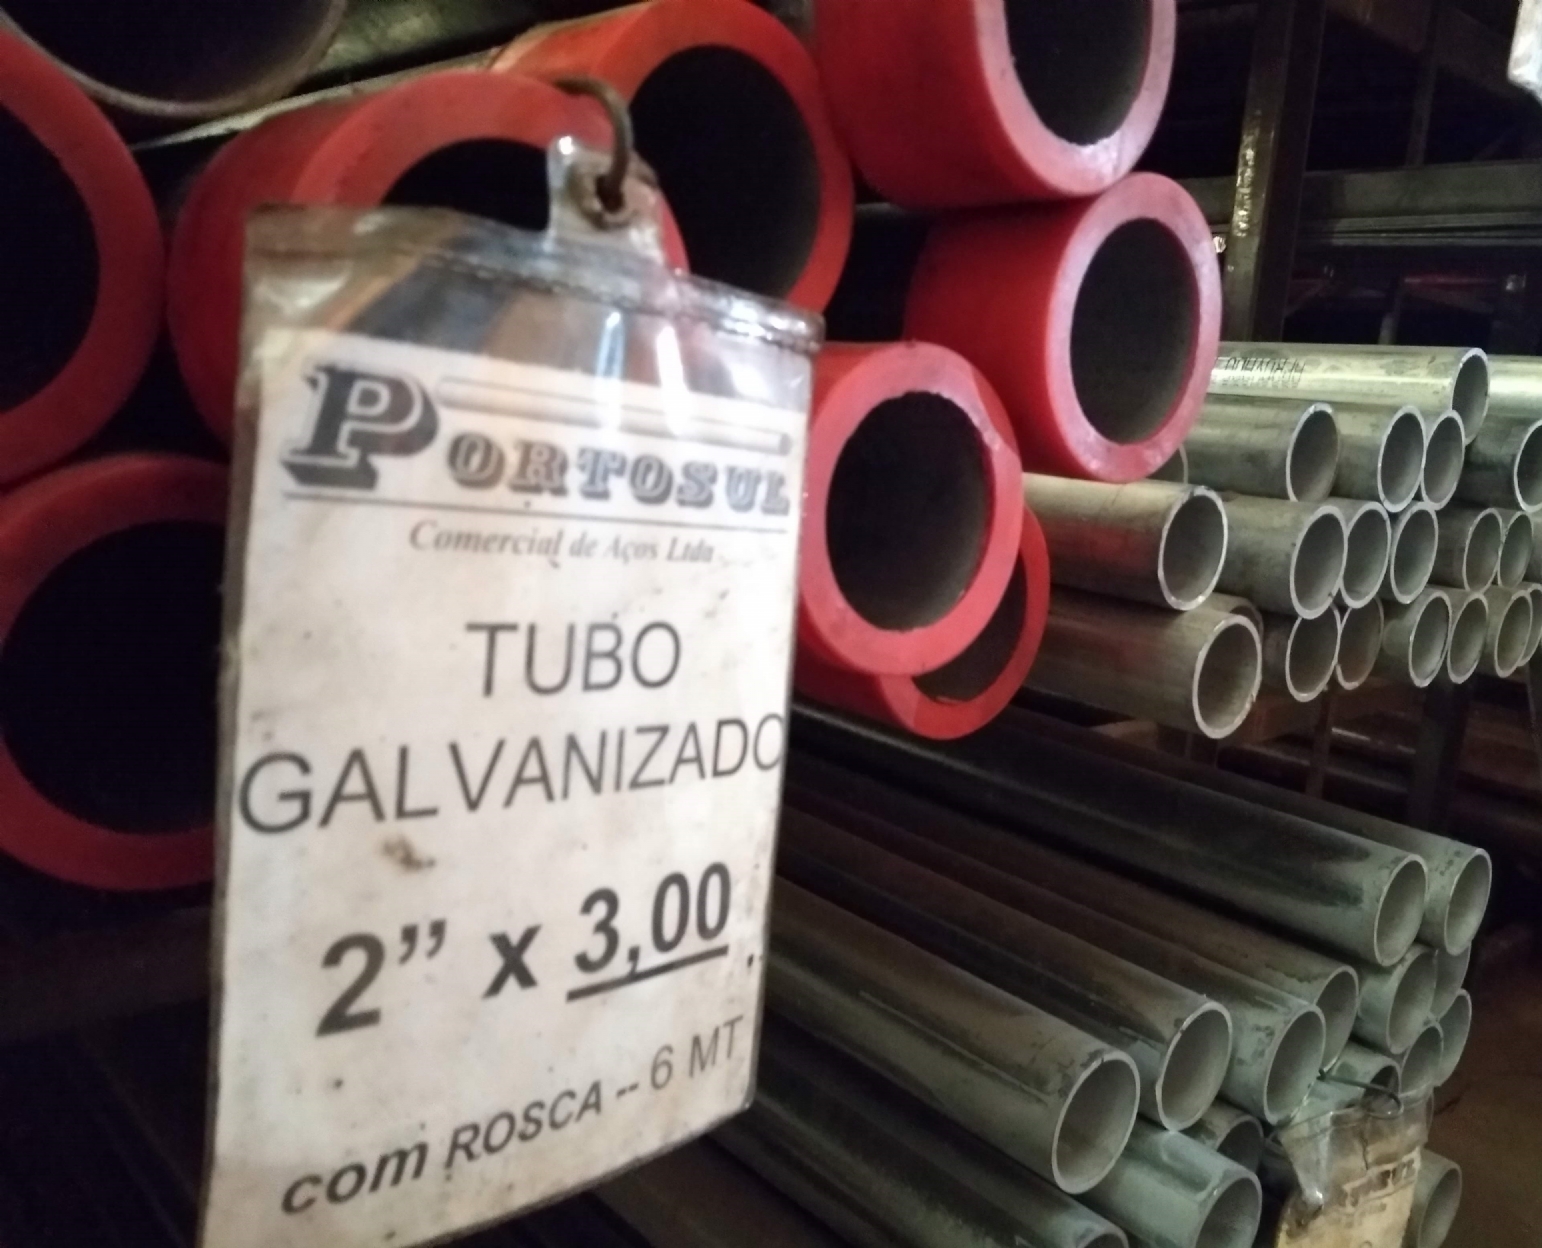 PORTOSUL
Comercial de Aços Ltda
TUBO
GALVANIZADO
2” x 3,00
com ROSCA -- 6 MT